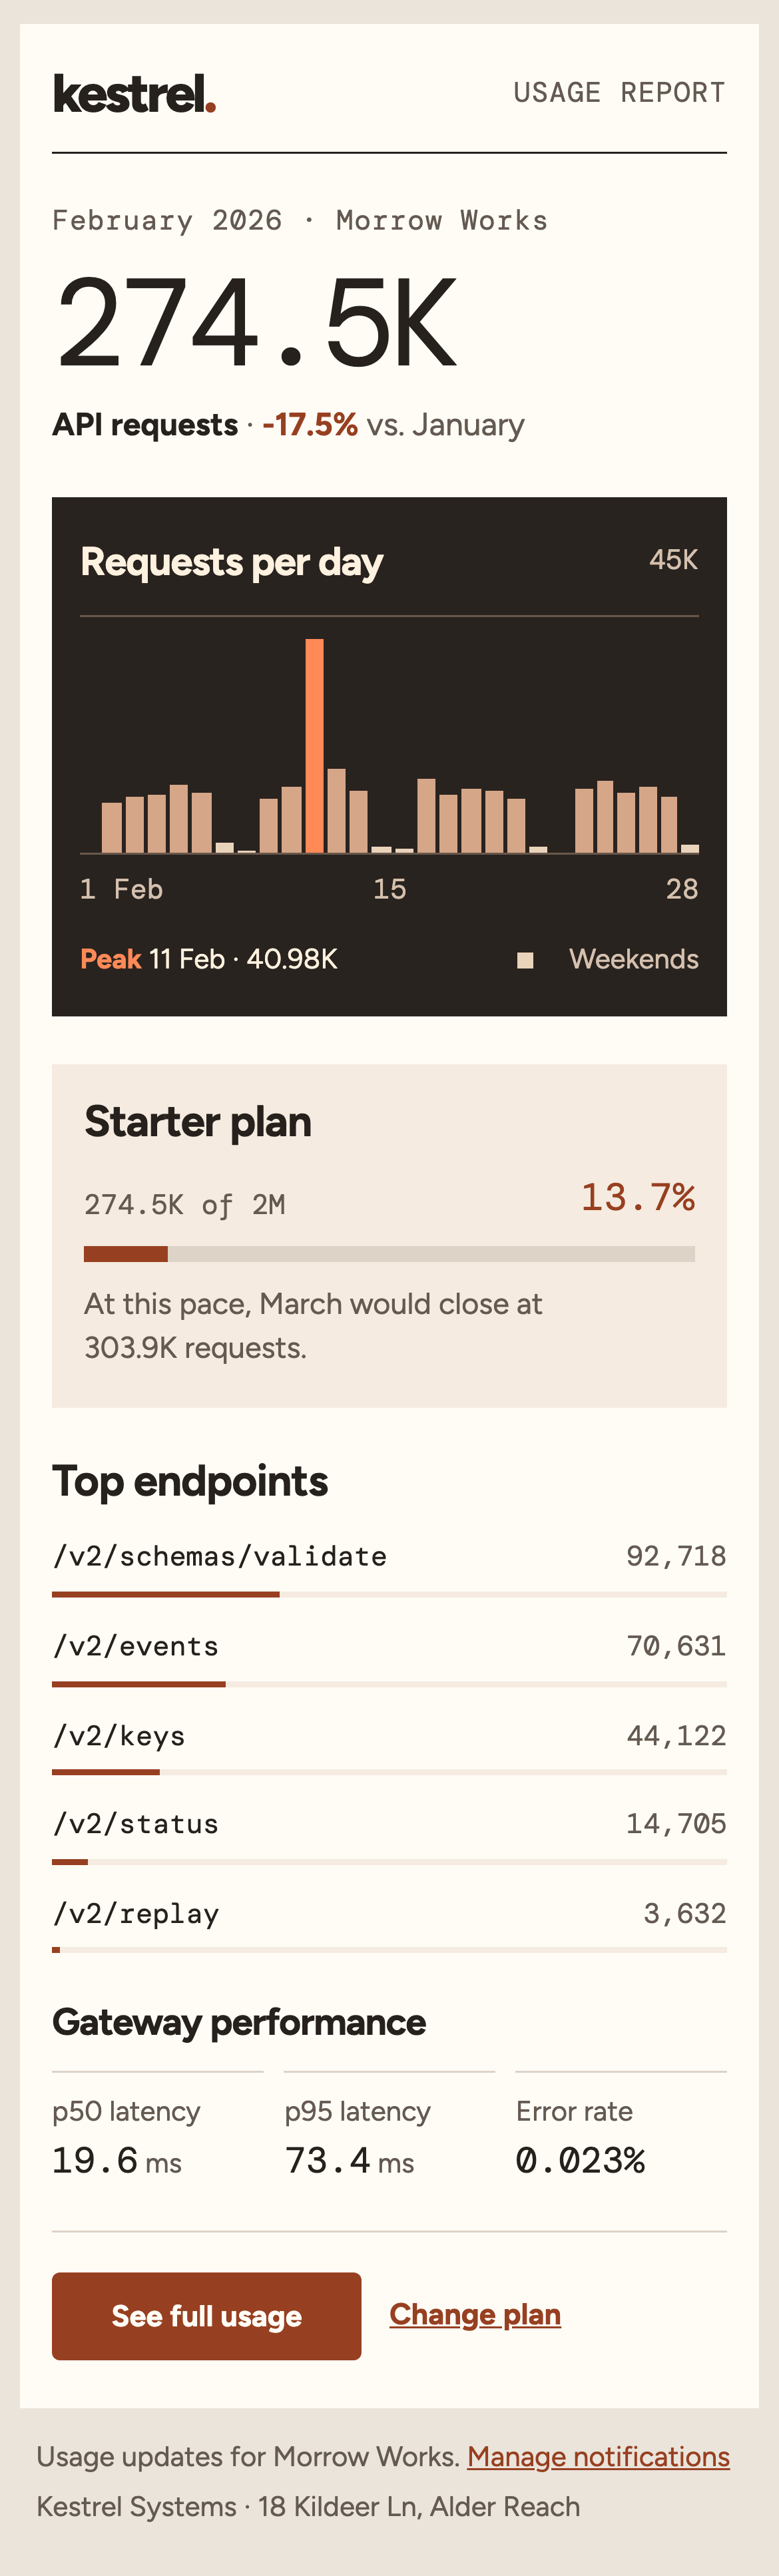 kestrel.
USAGE REPORT
February 2026 · Morrow Works
274.5K
API requests · -17.5% vs. January
Requests per day
45K
1 Feb
15
28
Peak 11 Feb · 40.98K
Weekends
Starter plan
274.5K of 2M
13.7%
At this pace, March would close at
303.9K requests.
Top endpoints
/v2/schemas/validate
92,718
/v2/events
70,631
/v2/keys
44,122
/v2/status
14,705
/v2/replay
3,632
Gateway performance
p50 latency
19.6 ms
p95 latency
73.4 ms
Error rate
0.023%
See full usage
Change plan
Usage updates for Morrow Works. Manage notifications
Kestrel Systems · 18 Kildeer Ln, Alder Reach